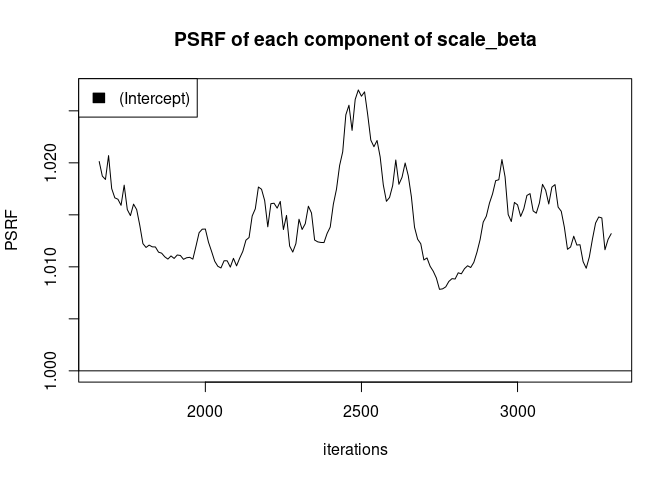 PSRF of each component of scale_beta
(Intercept)
PSRF
1.020
1.010
1.000
2000 2500 3000
iterations